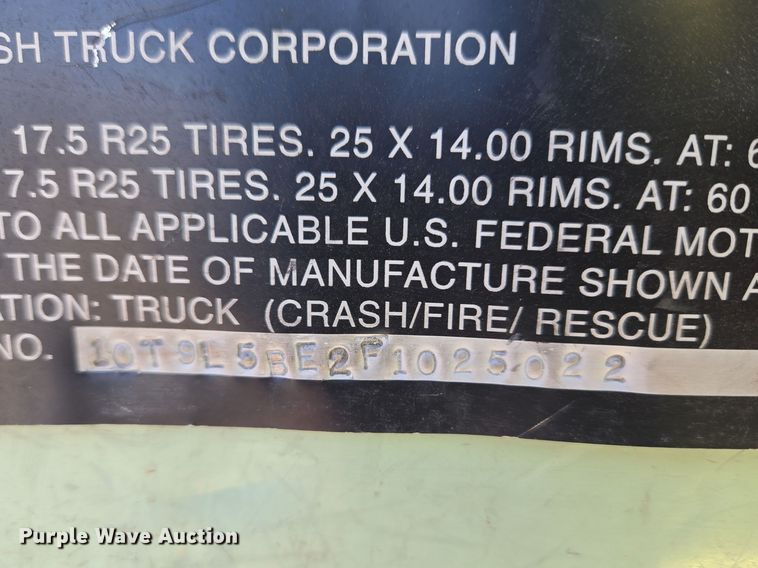 SH TRUCK CORPORATION
17.5 R25 TIRES. 25 X 14.00 RIMS. AT: 6
7.5 R25 TIRES. 25 X 14.00 RIMS. AT: 60
TO ALL APPLICABLE U.S. FEDERAL MOT
THE DATE OF MANUFACTURE SHOWN A
ATION: TRUCK (CRASH/FIRE/ RESCUE)
NO. 10T9L5BE2F1025022
Purple Wave Auction